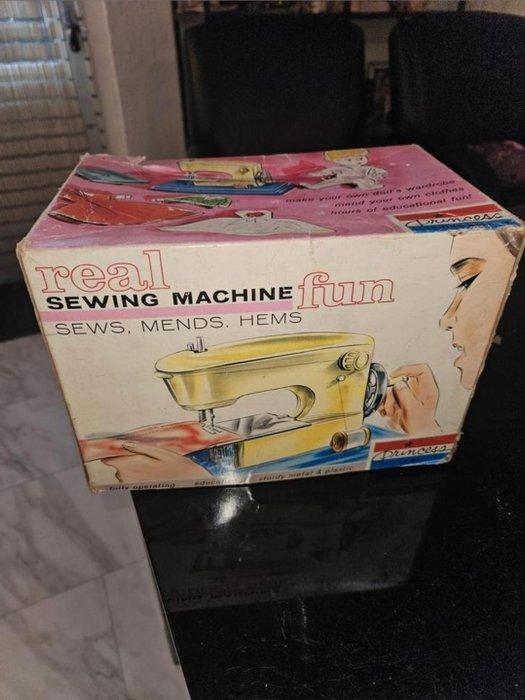 make your own doll's wardrobe
mend your own clothes
hours of educational fun!
Princess
real
SEWING MACHINE fun
SEWS, MENDS, HEMS
Princess
fully operating sturdy metal & plastic